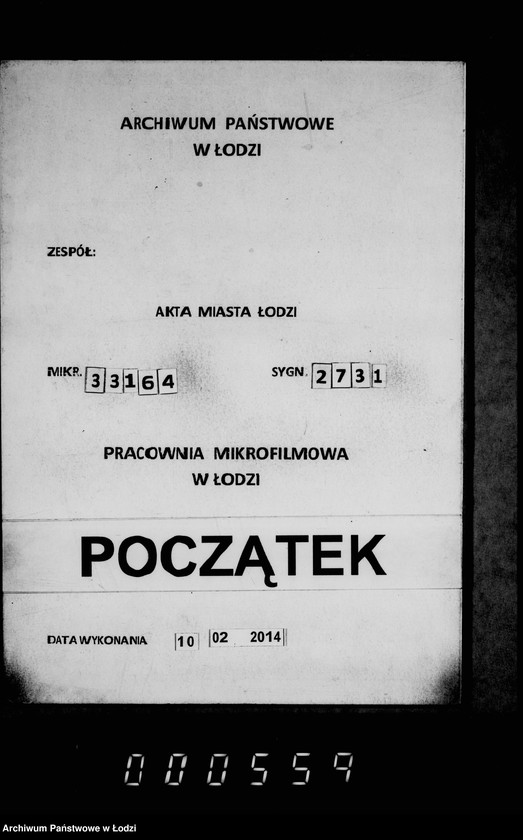 ARCHIWUM PAŃSTWOWE
W ŁODZI
ZESPÓŁ:
AKTA MIASTA ŁODZI
MIKR. 33164 SYGN. 2731
PRACOWNIA MIKROFILMOWA
W ŁODZI
POCZĄTEK
DATA WYKONANIA 10 02 2014
000559
Archiwum Państwowe w Łodzi